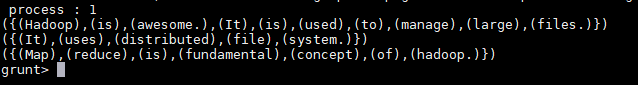 process : 1
({(Hadoop),(is),(awesome.),(It),(is),(used),(to),(manage),(large),(files.)})
({(It),(uses),(distributed),(file),(system.)})
({(Map),(reduce),(is),(fundamental),(concept),(of),(hadoop.)})
grunt>